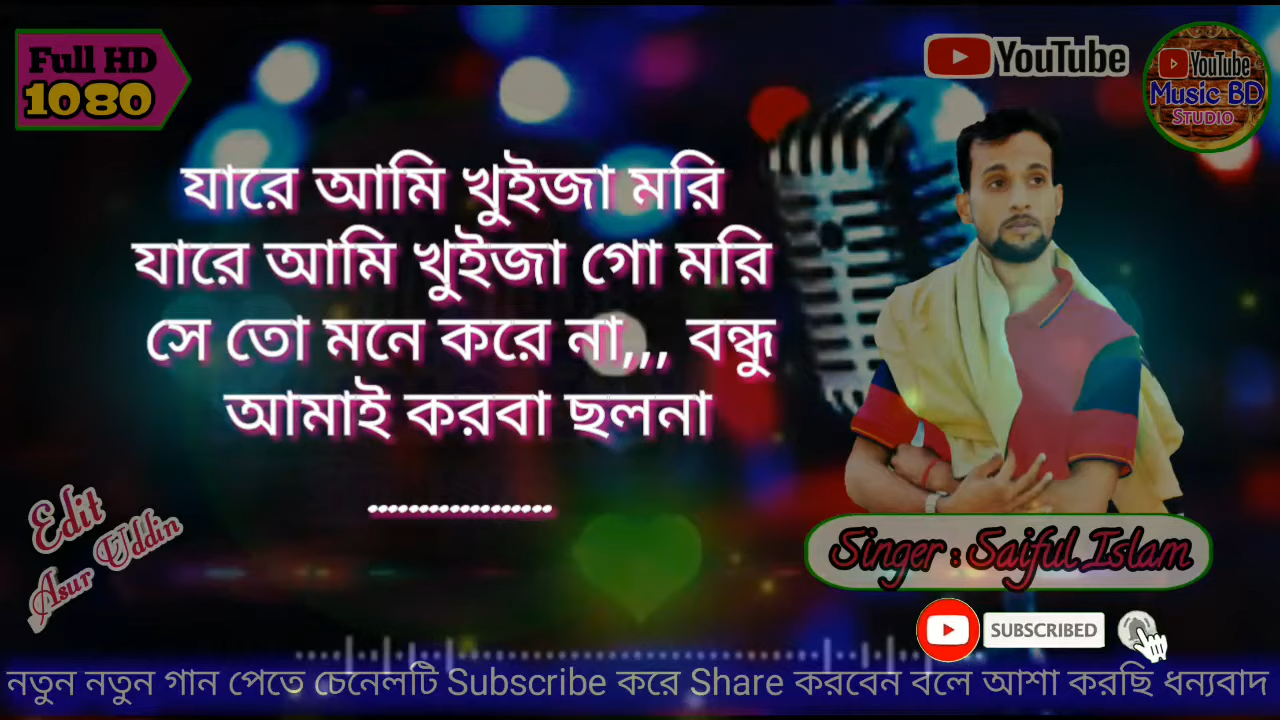 Full HD
1080
YouTube
YouTube
Music BD
STUDIO
যারে আমি খুইজা মরি
যারে আমি খুইজা গো মরি
সে তো মনে করে না,,, বন্ধু
আমাই করবা ছলনা
..................
Edit
Asur Uddin
Singer : Saiful Islam
SUBSCRIBED
নতুন নতুন গান পেতে চেনেলটি Subscribe করে Share করবেন বলে আশা করছি ধন্যবাদ